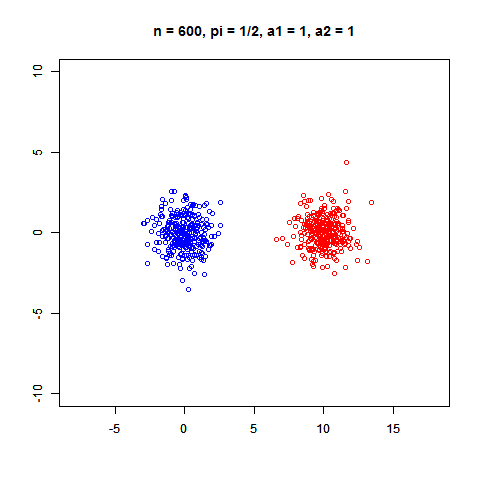 n = 600, pi = 1/2, a1 = 1, a2 = 1
10
5
0
-5
-10
-5 0 5 10 15